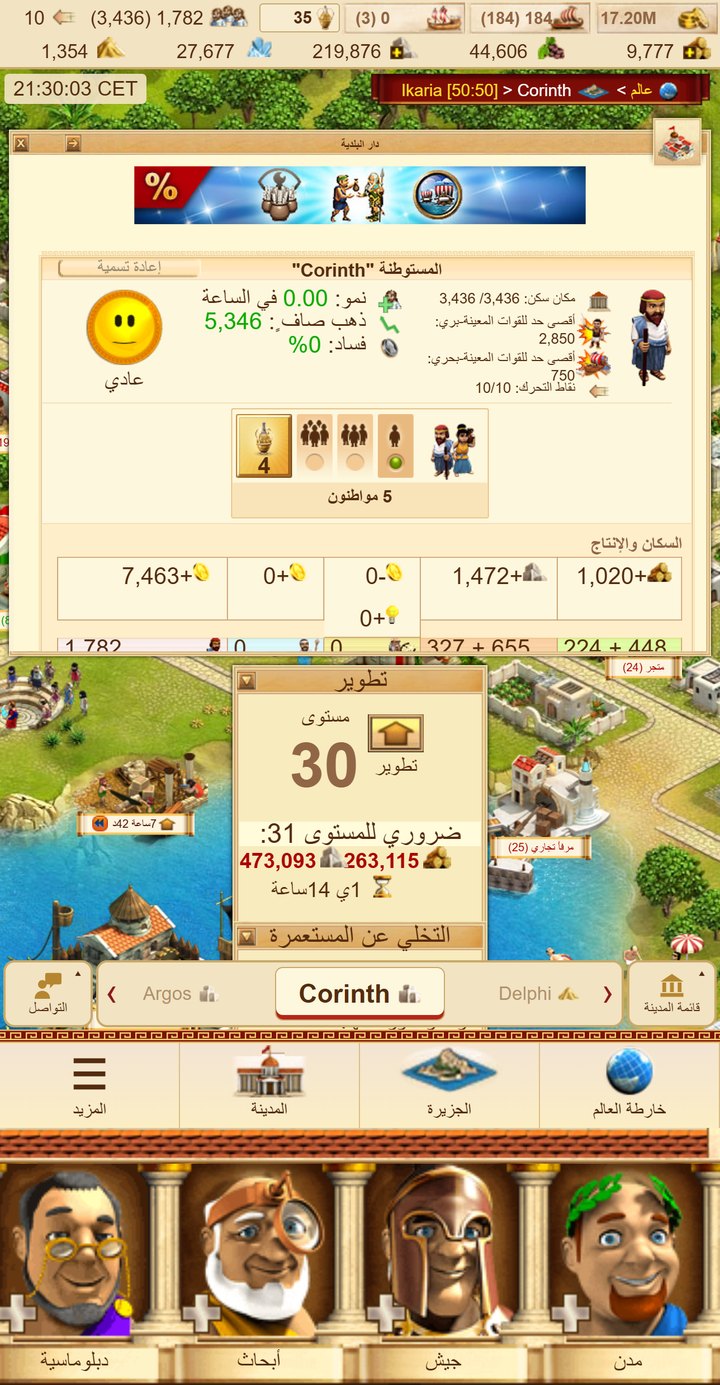 10 (3,436) 1,782 35 (3) 0 (184) 184 17.20M
1,354 27,677 219,876 44,606 9,777
21:30:03 CET
عالم > Ikaria [50:50] > Corinth
دار البلدية
%
المستوطنة "Corinth"
إعادة تسمية
مكان سكن: 3,436/ 3,436
أقصى حد للقوات المعينة-بري:
2,850
أقصى حد للقوات المعينة-بحري:
750
نقاط التحرك: 10/10
نمو: 0.00 في الساعة
ذهب صافٍ: 5,346
فساد: 0%
عادي
4
5 مواطنون
السكان والإنتاج
7,463+ 0+ 0- 1,472+ 1,020+
0+
1,782 0 0 327 + 655 224 + 448
متجر (24)
تطوير
مستوى
30
تطوير
7ساعة 42د
ضروري للمستوى 31:
473,093 263,115
1ي 14ساعة
مرفأ تجاري (25)
التخلي عن المستعمرة
التواصل
Argos
Corinth
Delphi
قائمة المدينة
المزيد
المدينة
الجزيرة
خارطة العالم
دبلوماسية
أبحاث
جيش
مدن